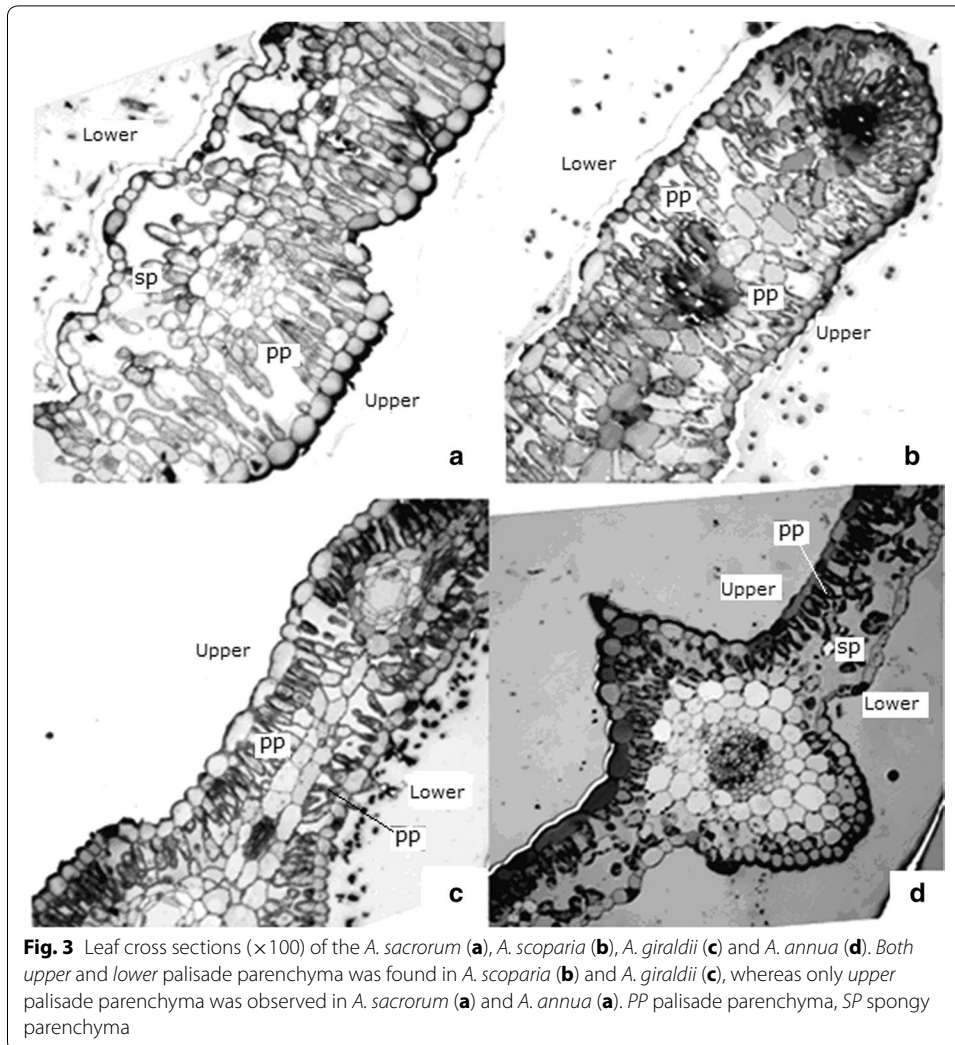 Lower
sp
pp
Upper
a
Lower
pp
pp
Upper
b
Upper
pp
Lower
pp
c
pp
Upper
sp
Lower
d
Fig. 3 Leaf cross sections (×100) of the A. sacrorum (a), A. scoparia (b), A. giraldii (c) and A. annua (d). Both
upper and lower palisade parenchyma was found in A. scoparia (b) and A. giraldii (c), whereas only upper
palisade parenchyma was observed in A. sacrorum (a) and A. annua (a). PP palisade parenchyma, SP spongy
parenchyma